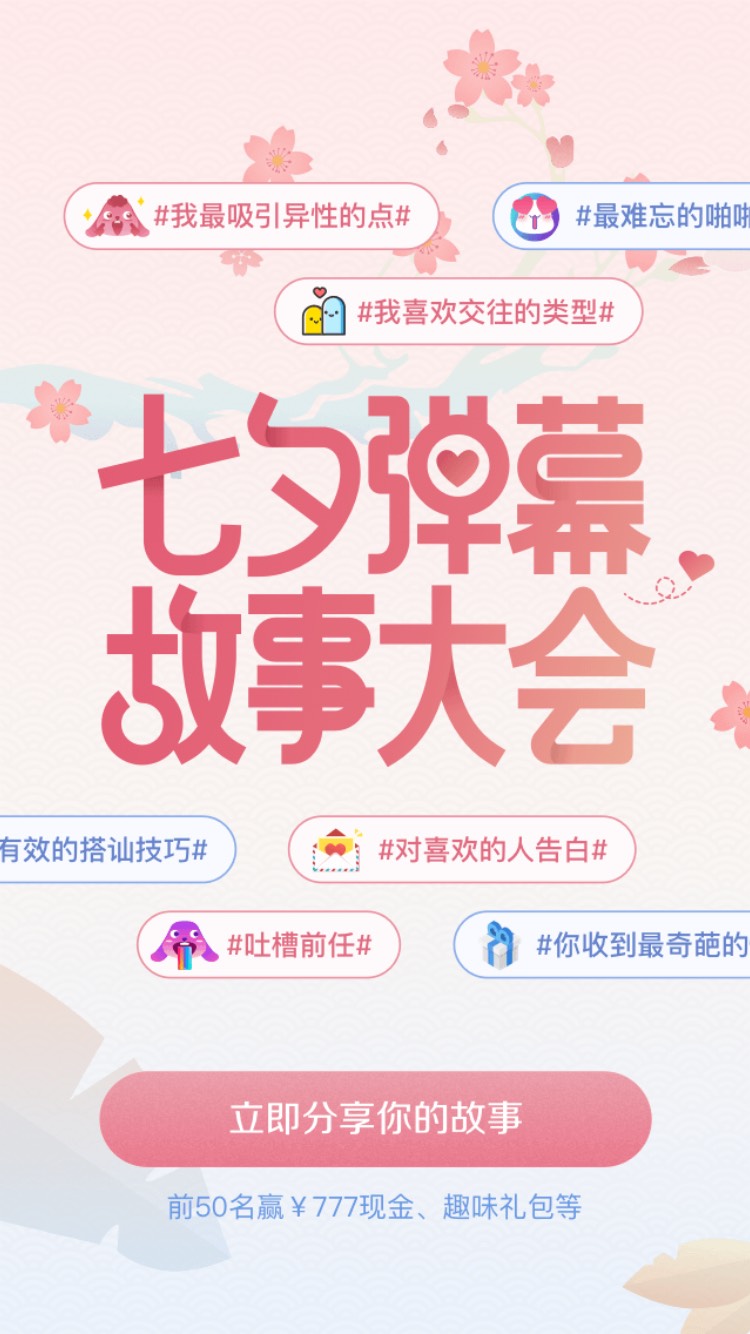 #我最吸引异性的点#
#最难忘的啪啪
#我喜欢交往的类型#
七夕弹幕
故事大会
有效的搭讪技巧#
#对喜欢的人告白#
#吐槽前任#
#你收到最奇葩的
立即分享你的故事
前50名赢￥777现金、趣味礼包等